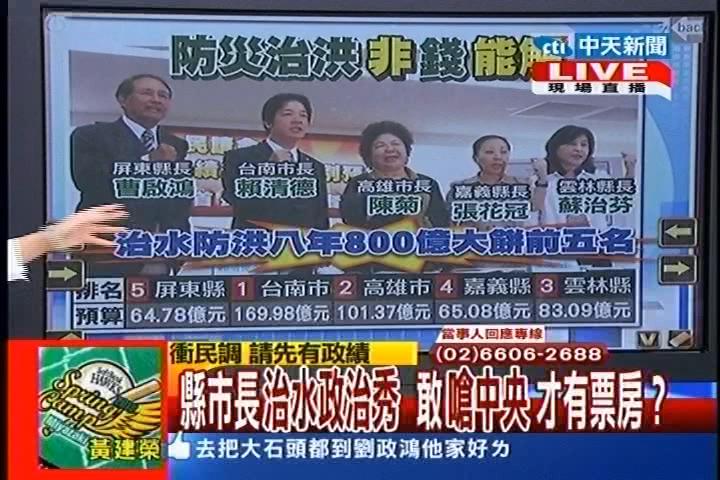 防災治洪非錢能解
back
cti 中天新聞
LIVE
現場直播
屏東縣長
曹啟鴻
台南市長
賴清德
高雄市長
陳菊
嘉義縣長
張花冠
雲林縣長
蘇治芬
治水防洪八年800億大餅前五名
排名 5 屏東縣 1 台南市 2 高雄市 4 嘉義縣 3 雲林縣
預算 64.78億元 169.98億元 101.37億元 65.08億元 83.09億元
當事人回應專線
(02)6606-2688
衝民調 請先有政績
縣市長治水政治秀 敢嗆中央 才有票房?
Spring
Camp
Miyazaki
黃建榮
去把大石頭都到劉政鴻他家好ㄌ